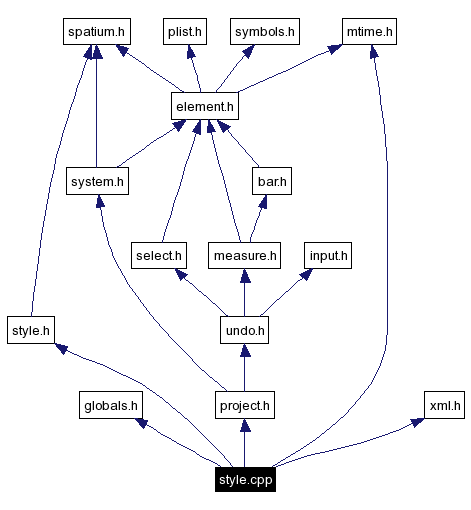 spatium.h
plist.h
symbols.h
mtime.h
element.h
system.h
bar.h
select.h
measure.h
input.h
style.h
undo.h
globals.h
project.h
xml.h
style.cpp